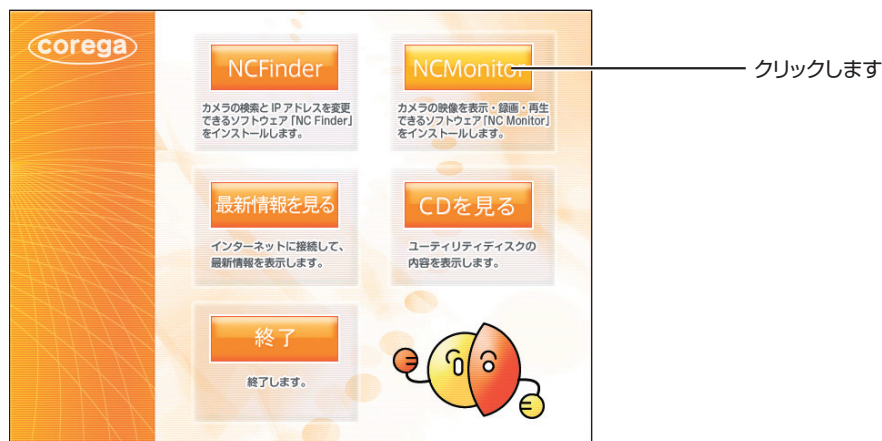 corega
NCFinder
カメラの検索と IP アドレスを変更
できるソフトウェア「NC Finder」
をインストールします。
NCMonitor
カメラの映像を表示・録画・再生
できるソフトウェア「NC Monitor」
をインストールします。
クリックします
最新情報を見る
インターネットに接続して、
最新情報を表示します。
CDを見る
ユーティリティディスクの
内容を表示します。
終了
終了します。